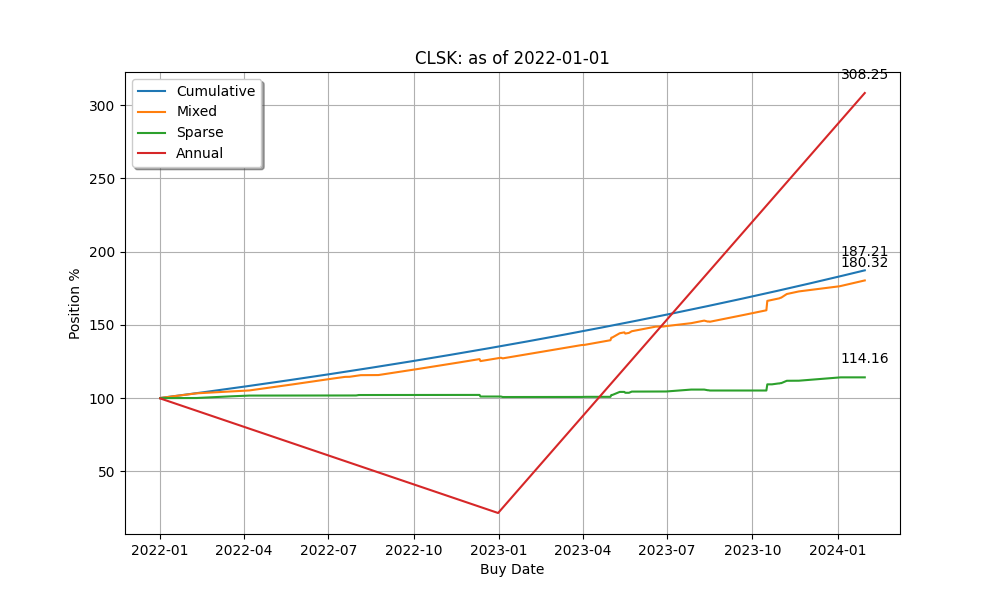 CLSK: as of 2022-01-01
308.25
Cumulative
Mixed
Sparse
Annual
300
250
200
150
100
50
187.21
180.32
114.16
Position %
2022-01 2022-04 2022-07 2022-10 2023-01 2023-04 2023-07 2023-10 2024-01
Buy Date